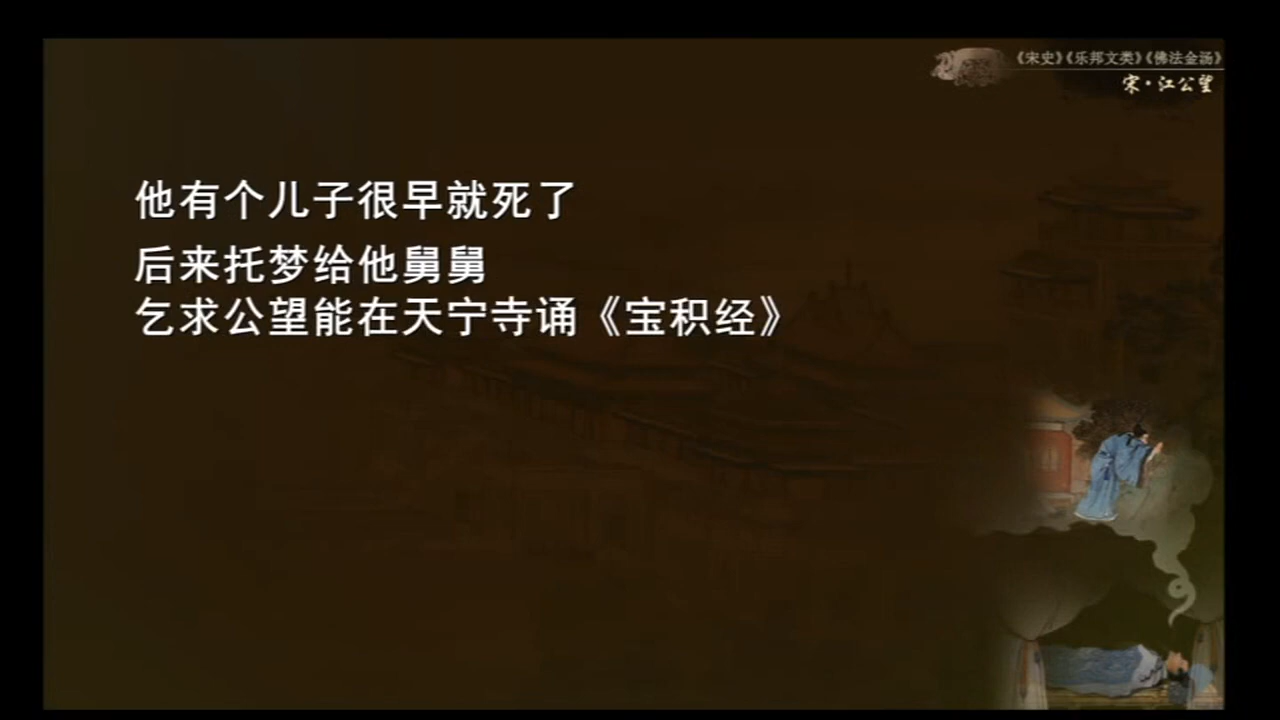 《宋史》《乐邦文类》《佛法金汤》
宋·江公望
他有个儿子很早就死了
后来托梦给他舅舅
乞求公望能在天宁寺诵《宝积经》